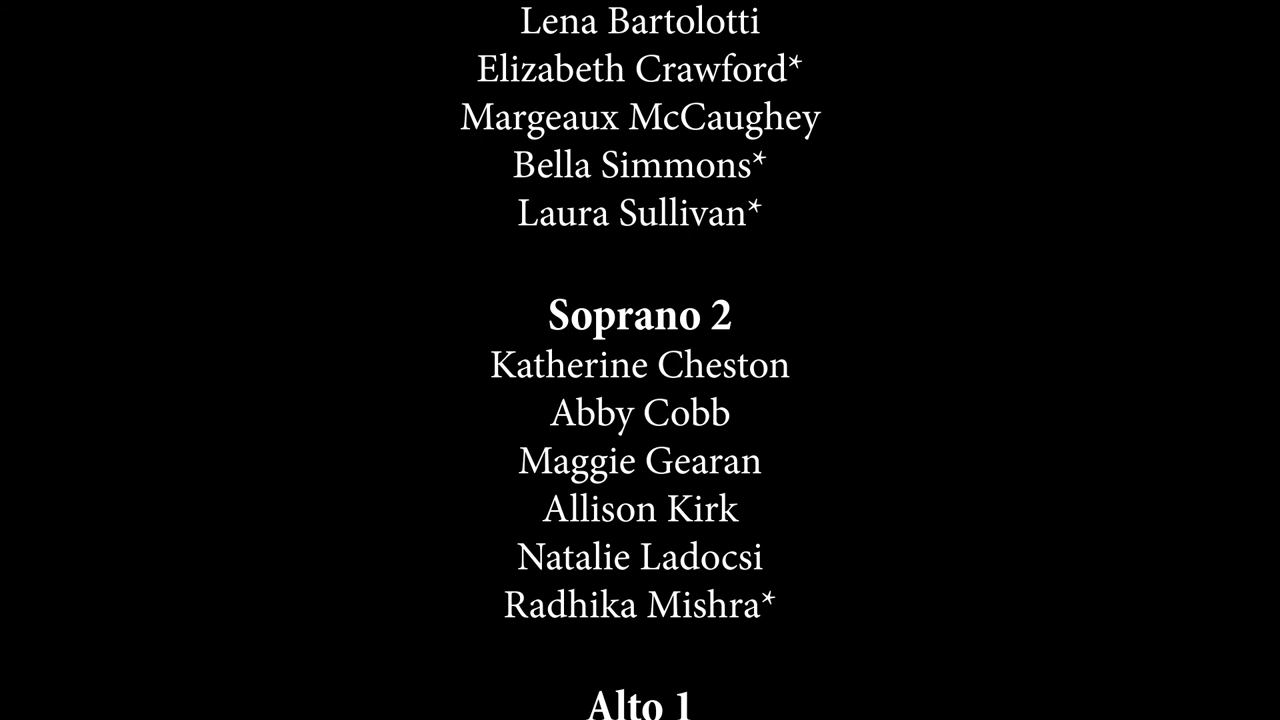 Lena Bartolotti
Elizabeth Crawford*
Margeaux McCaughey
Bella Simmons*
Laura Sullivan*
Soprano 2
Katherine Cheston
Abby Cobb
Maggie Gearan
Allison Kirk
Natalie Ladocsi
Radhika Mishra*
Alto 1